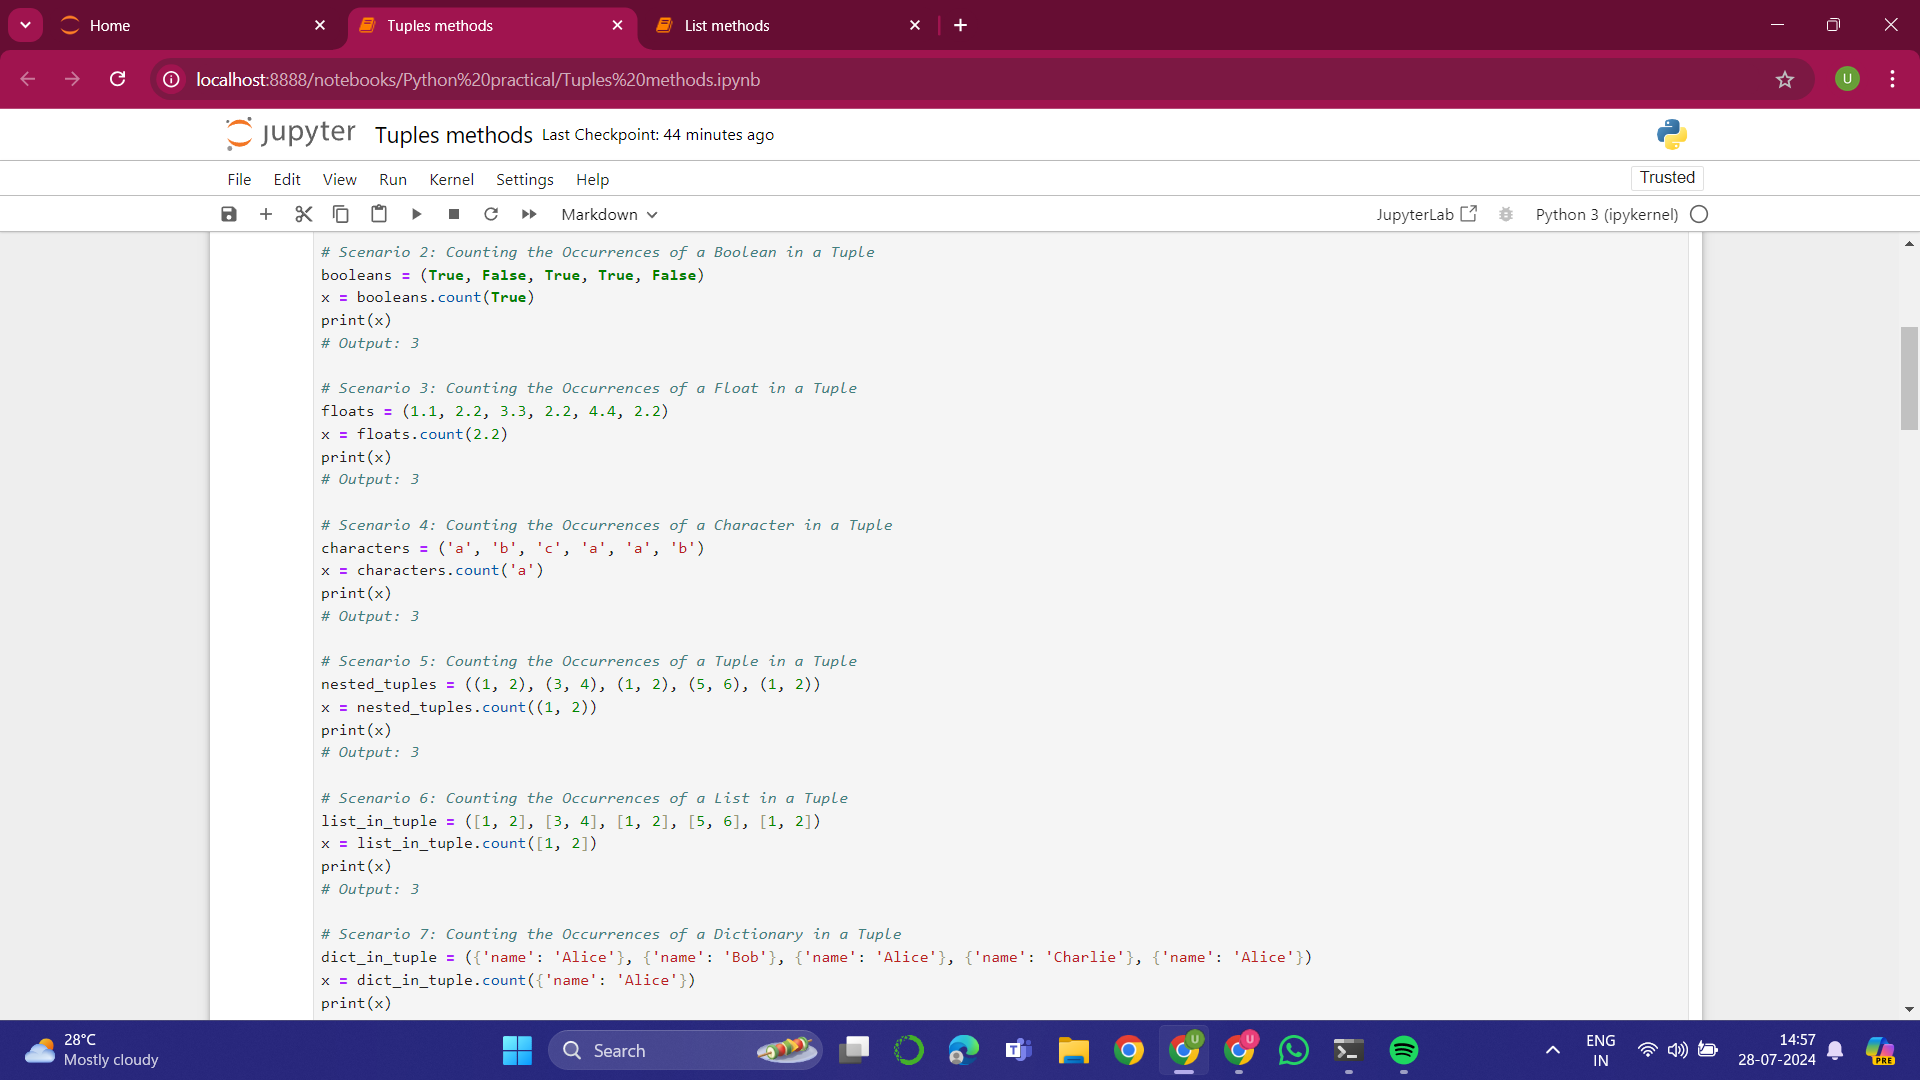 Home
Tuples methods
List methods
localhost:8888/notebooks/Python%20practical/Tuples%20methods.ipynb
U
jupyter Tuples methods Last Checkpoint: 44 minutes ago
File Edit View Run Kernel Settings Help
Trusted
Markdown
JupyterLab
Python 3 (ipykernel)
# Scenario 2: Counting the Occurrences of a Boolean in a Tuple
booleans = (True, False, True, True, False)
x = booleans.count(True)
print(x)
# Output: 3
# Scenario 3: Counting the Occurrences of a Float in a Tuple
floats = (1.1, 2.2, 3.3, 2.2, 4.4, 2.2)
x = floats.count(2.2)
print(x)
# Output: 3
# Scenario 4: Counting the Occurrences of a Character in a Tuple
characters = ('a', 'b', 'c', 'a', 'a', 'b')
x = characters.count('a')
print(x)
# Output: 3
# Scenario 5: Counting the Occurrences of a Tuple in a Tuple
nested_tuples = ((1, 2), (3, 4), (1, 2), (5, 6), (1, 2))
x = nested_tuples.count((1, 2))
print(x)
# Output: 3
# Scenario 6: Counting the Occurrences of a List in a Tuple
list_in_tuple = ([1, 2], [3, 4], [1, 2], [5, 6], [1, 2])
x = list_in_tuple.count([1, 2])
print(x)
# Output: 3
# Scenario 7: Counting the Occurrences of a Dictionary in a Tuple
dict_in_tuple = ({'name': 'Alice'}, {'name': 'Bob'}, {'name': 'Alice'}, {'name': 'Charlie'}, {'name': 'Alice'})
x = dict_in_tuple.count({'name': 'Alice'})
print(x)
28°C
Mostly cloudy
Search
U
U
ENG
IN
14:57
28-07-2024
PRE